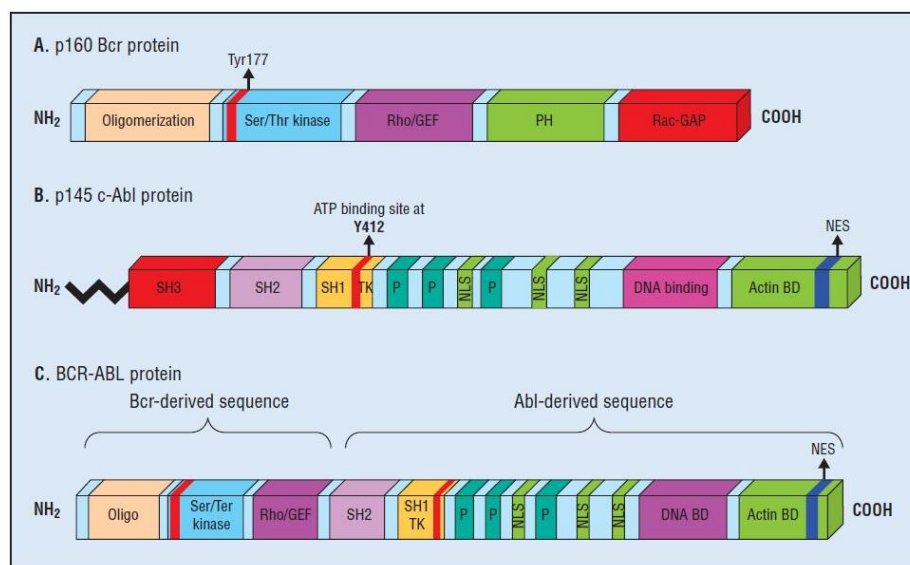 A. p160 Bcr protein
Tyr177
NH2 Oligomerization Ser/Thr kinase Rho/GEF PH Rac-GAP COOH
B. p145 c-Abl protein
ATP binding site at
Y412
NES
NH2 SH3 SH2 SH1 TK P P NLS P NLS NLS DNA binding Actin BD COOH
C. BCR-ABL protein
Bcr-derived sequence Abl-derived sequence
NES
NH2 Oligo Ser/Ter kinase Rho/GEF SH2 SH1 TK P P NLS P NLS NLS DNA BD Actin BD COOH